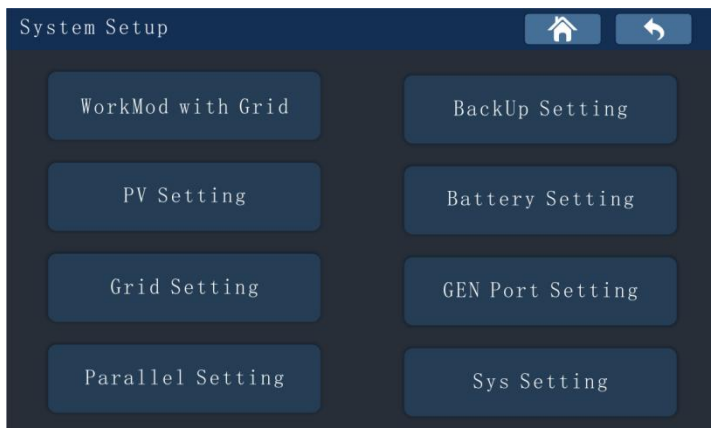 System Setup
WorkMod with Grid
BackUp Setting
PV Setting
Battery Setting
Grid Setting
GEN Port Setting
Parallel Setting
Sys Setting